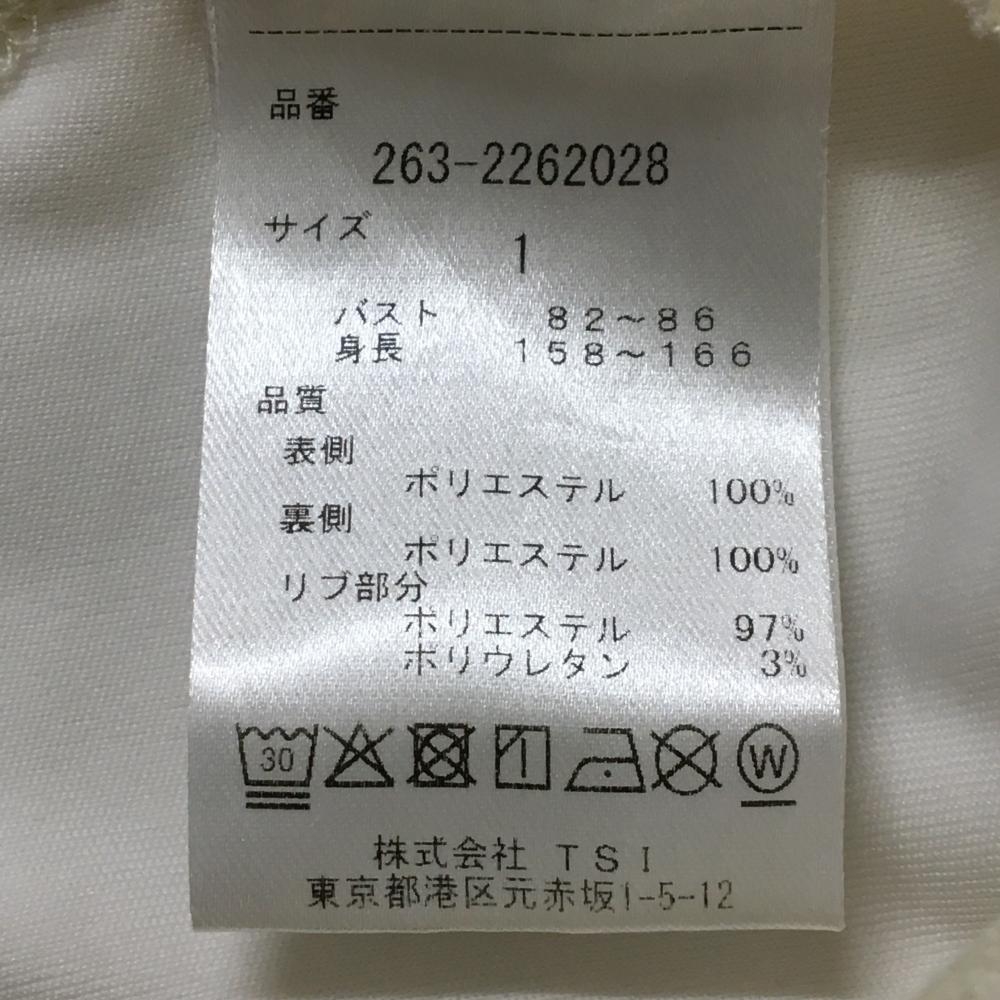 品番
263-2262028
サイズ
1
バスト 82～86
身長 158～166
品質
表側
ポリエステル 100%
裏側
ポリエステル 100%
リブ部分
ポリエステル 97%
ポリウレタン 3%
30 W
株式会社 TSI
東京都港区元赤坂1-5-12